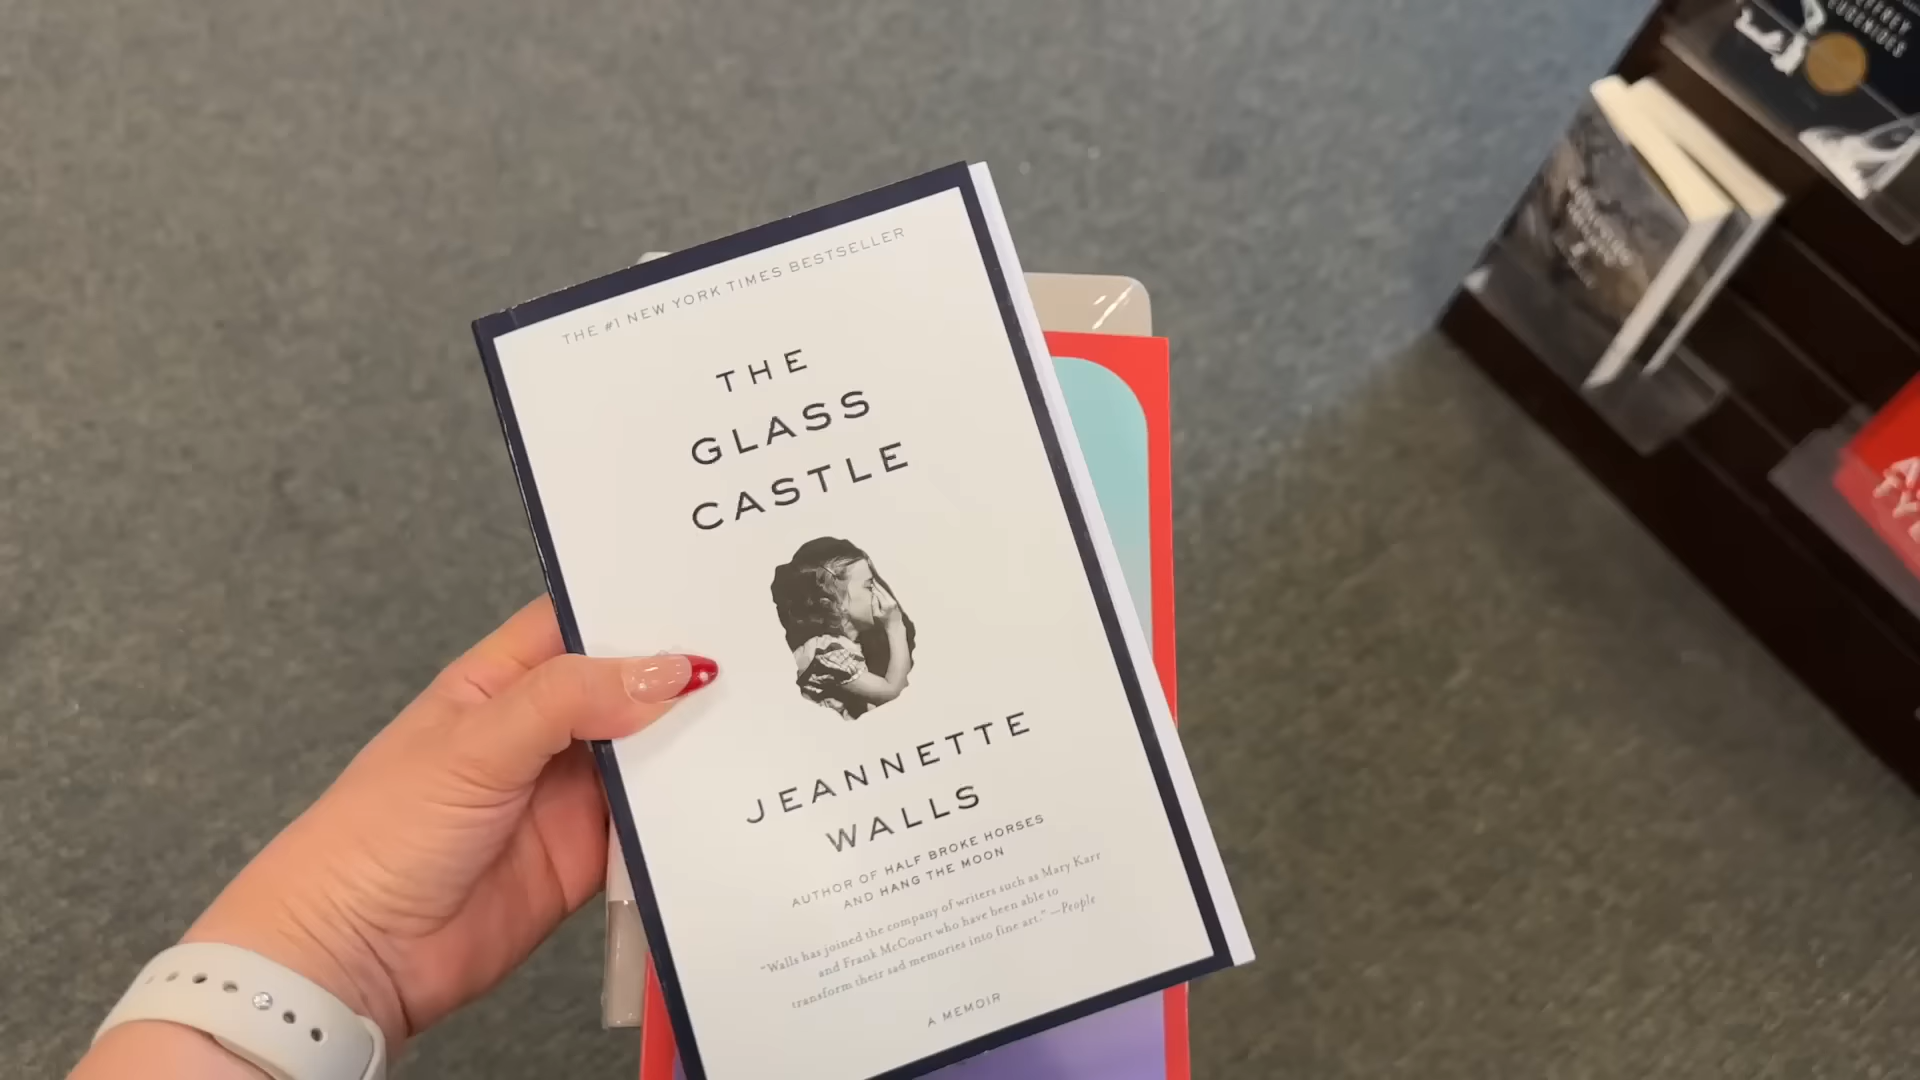 THE #1 NEW YORK TIMES BESTSELLER
THE
GLASS
CASTLE
JEANNETTE
WALLS
AUTHOR OF HALF BROKE HORSES
AND HANG THE MOON
"Walls has joined the company of writers such as Mary Karr
and Frank McCourt who have been able to
transform their sad memories into fine art." —People
A MEMOIR
EUGENIDES